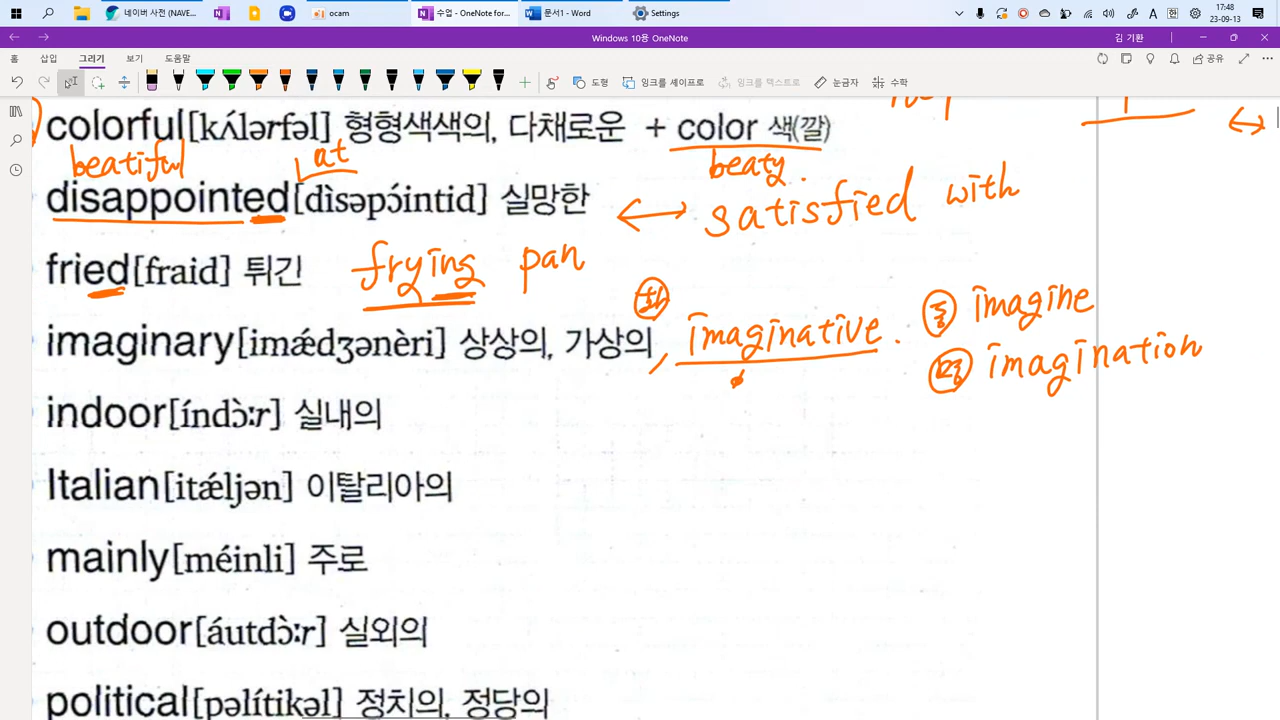 네이버 사전 (NAVE...
ocam
수업 - OneNote for...
문서1 - Word
Settings
A
한
17:48
23-09-13
Windows 10용 OneNote
김 기환
홈 삽입 그리기 보기 도움말
공유
도형
잉크를 셰이프로
잉크를 텍스트로
눈금자
수학
colorful[kʌ́lərfəl] 형형색색의, 다채로운 + color 색(깔)
beatiful at beaty.
disappointed[dìsəpɔ́intid] 실망한 ↔ satisfied with
fried[fraid] 튀긴 frying pan
형
imaginary[imǽdʒənèri] 상상의, 가상의, imaginative. 동 imagine
명 imagination
indoor[índɔ̀ːr] 실내의
Italian[itǽljən] 이탈리아의
mainly[méinli] 주로
outdoor[áutdɔ̀ːr] 실외의
political[pəlítikəl] 정치의, 정당의